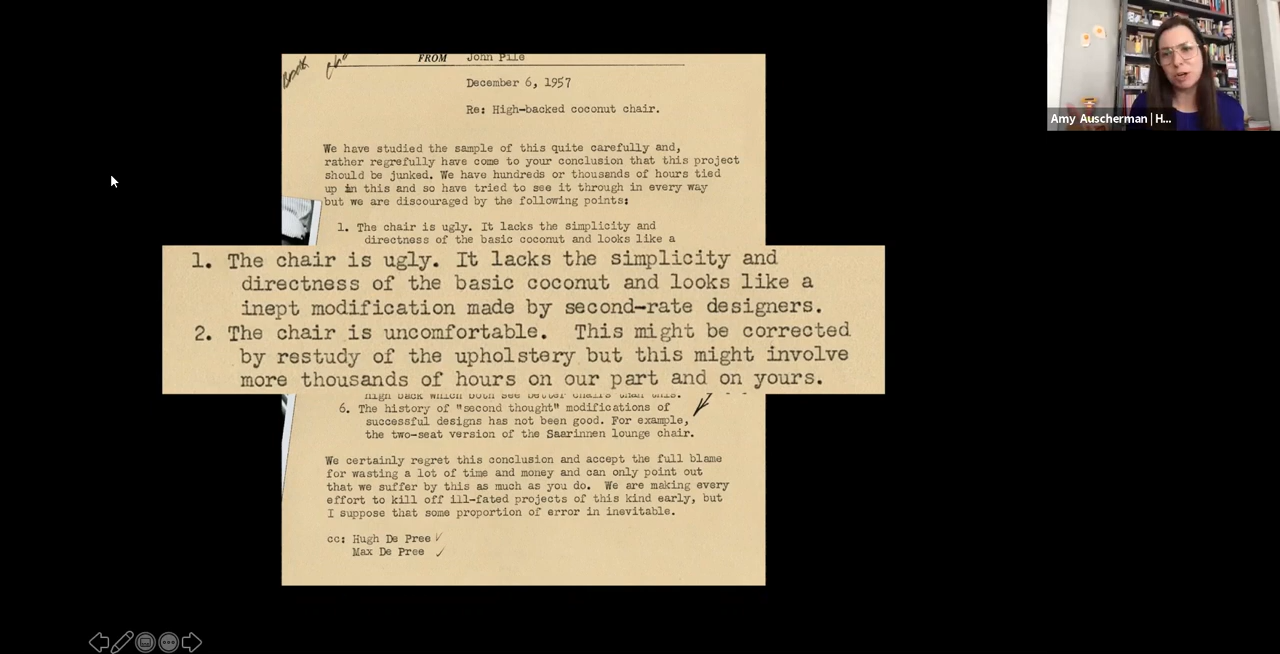 FROM John Pile
December 6, 1957
Re: High-backed coconut chair.
We have studied the sample of this quite carefully and,
rather regrefully have come to your conclusion that this project
should be junked. We have hundreds or thousands of hours tied
up in this and so have tried to see it through in every way
but we are discouraged by the following points:
1. The chair is ugly. It lacks the simplicity and
directness of the basic coconut and looks like a
1. The chair is ugly. It lacks the simplicity and
directness of the basic coconut and looks like a
inept modification made by second-rate designers.
2. The chair is uncomfortable. This might be corrected
by restudy of the upholstery but this might involve
more thousands of hours on our part and on yours.
high back which both see better chairs than this.
6. The history of "second thought" modifications of
successful designs has not been good. For example,
the two-seat version of the Saarinnen lounge chair.
We certainly regret this conclusion and accept the full blame
for wasting a lot of time and money and can only point out
that we suffer by this as much as you do. We are making every
effort to kill off ill-fated projects of this kind early, but
I suppose that some proportion of error in inevitable.
cc: Hugh De Pree
Max De Pree
Amy Auscherman | H...